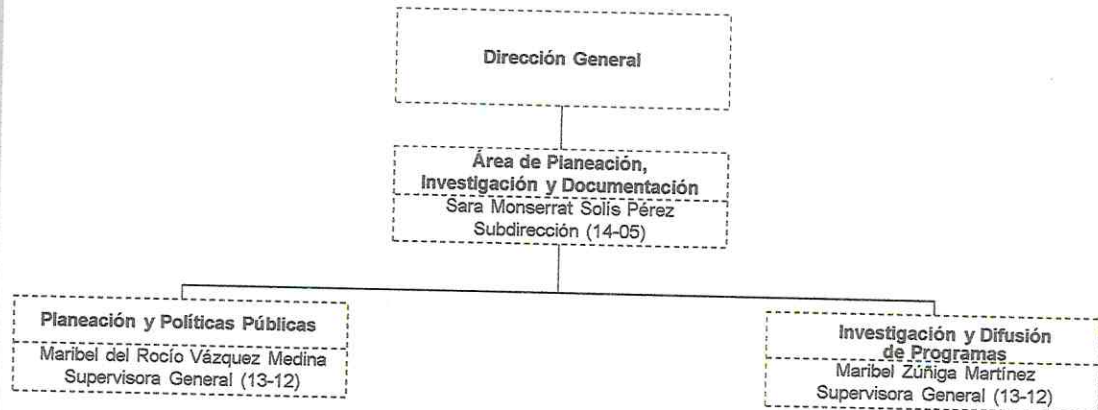 Dirección General
Área de Planeación,
Investigación y Documentación
Sara Monserrat Solís Pérez
Subdirección (14-05)
Planeación y Políticas Públicas
Maribel del Rocío Vázquez Medina
Supervisora General (13-12)
Investigación y Difusión
de Programas
Maribel Zúñiga Martínez
Supervisora General (13-12)